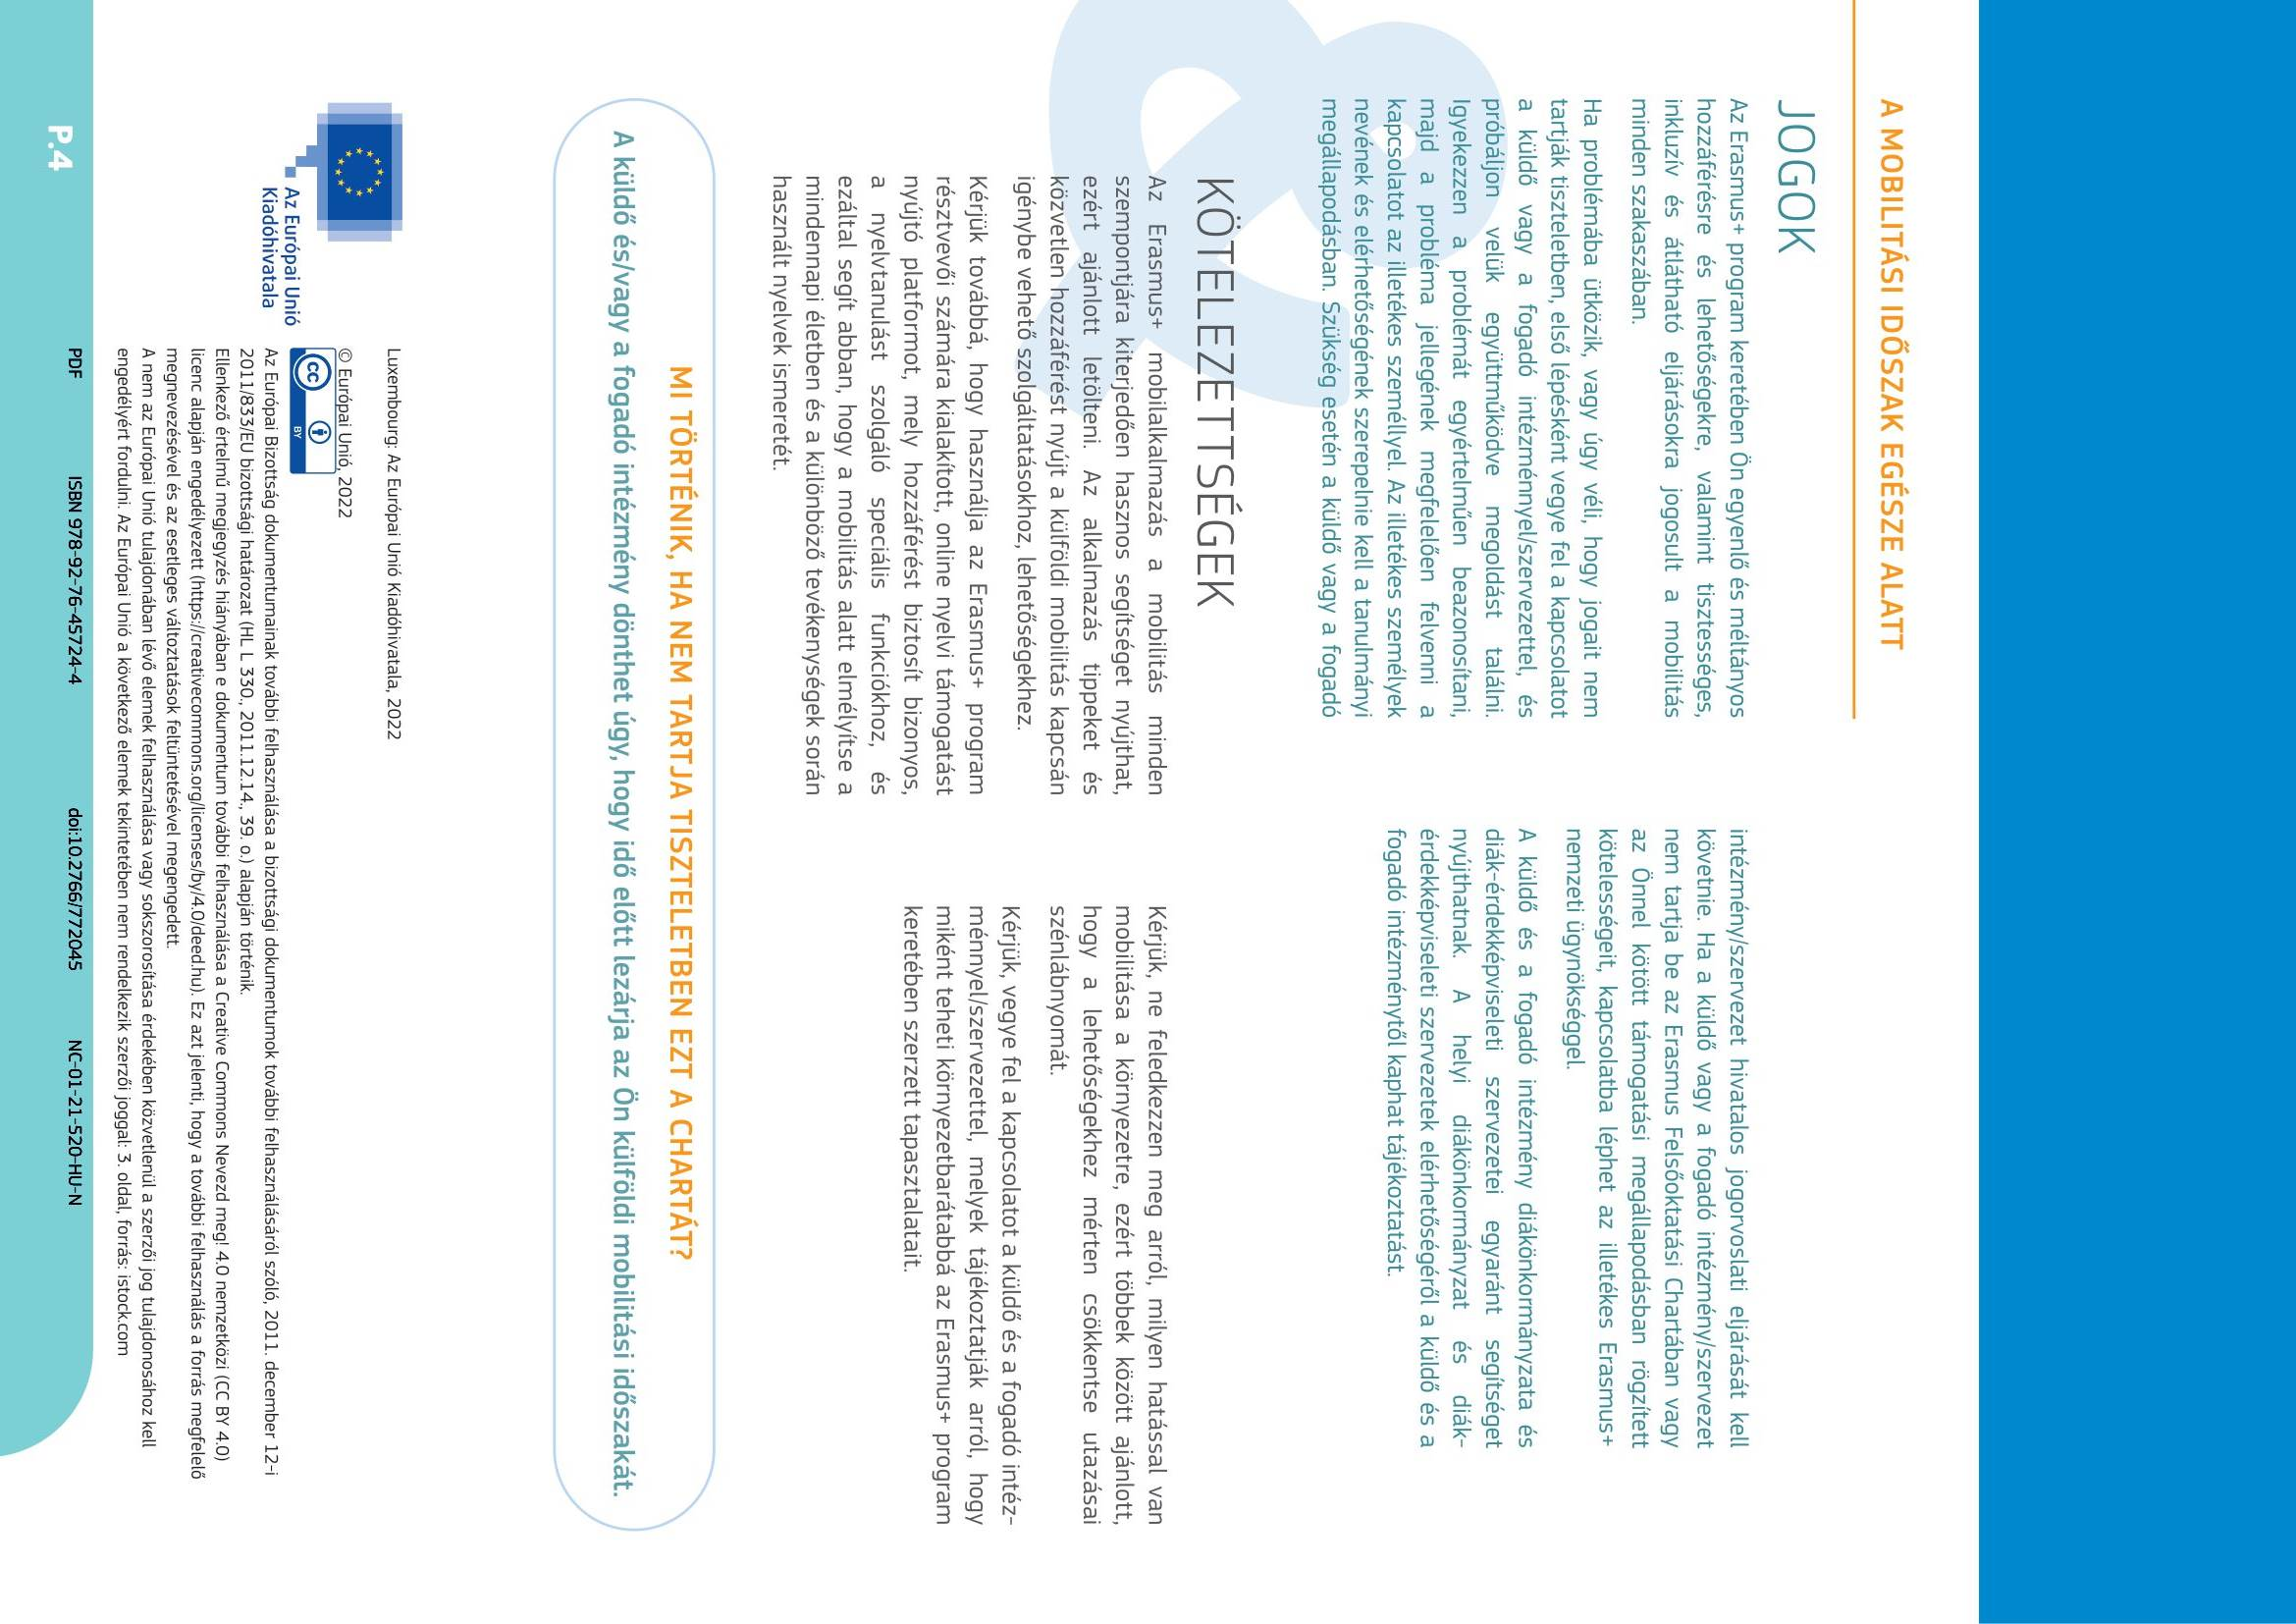 A MOBILITÁSI IDŐSZAK EGÉSZE ALATT
JOGOK
Az Erasmus+ program keretében Ön egyenlő és méltányos
hozzáférésre és lehetőségekre, valamint tisztességes,
inkluzív és átlátható eljárásokra jogosult a mobilitás
minden szakaszában.
Ha problémába ütközik, vagy úgy véli, hogy jogait nem
tartják tiszteletben, első lépésként vegye fel a kapcsolatot
a küldő vagy a fogadó intézménnyel/szervezettel, és
próbáljon velük együttműködve megoldást találni.
Igyekezzen a problémát egyértelműen beazonosítani,
majd a probléma jellegének megfelelően felvenni a
kapcsolatot az illetékes személlyel. Az illetékes személyek
nevének és elérhetőségének szerepelnie kell a tanulmányi
megállapodásban. Szükség esetén a küldő vagy a fogadó
intézmény/szervezet hivatalos jogorvoslati eljárását kell
követnie. Ha a küldő vagy a fogadó intézmény/szervezet
nem tartja be az Erasmus Felsőoktatási Chartában vagy
az Önnel kötött támogatási megállapodásban rögzített
kötelességeit, kapcsolatba léphet az illetékes Erasmus+
nemzeti ügynökséggel.
A küldő és a fogadó intézmény diákönkormányzata és
diák-érdekképviseleti szervezetei egyaránt segítséget
nyújthatnak. A helyi diákönkormányzat és diák-
érdekképviseleti szervezetek elérhetőségéről a küldő és a
fogadó intézménytől kaphat tájékoztatást.
KÖTELEZETTSÉGEK
Az Erasmus+ mobilalkalmazás a mobilitás minden
szempontjára kiterjedően hasznos segítséget nyújthat,
ezért ajánlott letölteni. Az alkalmazás tippeket és
közvetlen hozzáférést nyújt a külföldi mobilitás kapcsán
igénybe vehető szolgáltatásokhoz, lehetőségekhez.
Kérjük továbbá, hogy használja az Erasmus+ program
résztvevői számára kialakított, online nyelvi támogatást
nyújtó platformot, mely hozzáférést biztosít bizonyos,
a nyelvtanulást szolgáló speciális funkciókhoz, és
ezáltal segít abban, hogy a mobilitás alatt elmélyítse a
mindennapi életben és a különböző tevékenységek során
használt nyelvek ismeretét.
Kérjük, ne feledkezzen meg arról, milyen hatással van
mobilitása a környezetre, ezért többek között ajánlott,
hogy a lehetőségekhez mérten csökkentse utazásai
szénlábnyomát.
Kérjük, vegye fel a kapcsolatot a küldő és a fogadó intéz-
ménnyel/szervezettel, melyek tájékoztatják arról, hogy
miként teheti környezetbarátabbá az Erasmus+ program
keretében szerzett tapasztalatait.
MI TÖRTÉNIK, HA NEM TARTJA TISZTELETBEN EZT A CHARTÁT?
A küldő és/vagy a fogadó intézmény dönthet úgy, hogy idő előtt lezárja az Ön külföldi mobilitási időszakát.
Az Európai Unió
Kiadóhivatala
Luxembourg: Az Európai Unió Kiadóhivatala, 2022
© Európai Unió, 2022
cc
BY
Az Európai Bizottság dokumentumainak további felhasználása a bizottsági dokumentumok további felhasználásáról szóló, 2011. december 12-i
2011/833/EU bizottsági határozat (HL L 330., 2011.12.14., 39. o.) alapján történik.
Ellenkező értelmű megjegyzés hiányában e dokumentum további felhasználása a Creative Commons Nevezd meg! 4.0 nemzetközi (CC BY 4.0)
licenc alapján engedélyezett (https://creativecommons.org/licenses/by/4.0/deed.hu). Ez azt jelenti, hogy a további felhasználás a forrás megfelelő
megnevezésével és az esetleges változtatások feltüntetésével megengedett.
A nem az Európai Unió tulajdonában lévő elemek felhasználása vagy sokszorosítása érdekében közvetlenül a szerzői jog tulajdonosához kell
engedélyért fordulni. Az Európai Unió a következő elemek tekintetében nem rendelkezik szerzői joggal: 3. oldal, forrás: istock.com
PDF ISBN 978-92-76-45724-4 doi:10.2766/772045 NC-01-21-520-HU-N
P.4